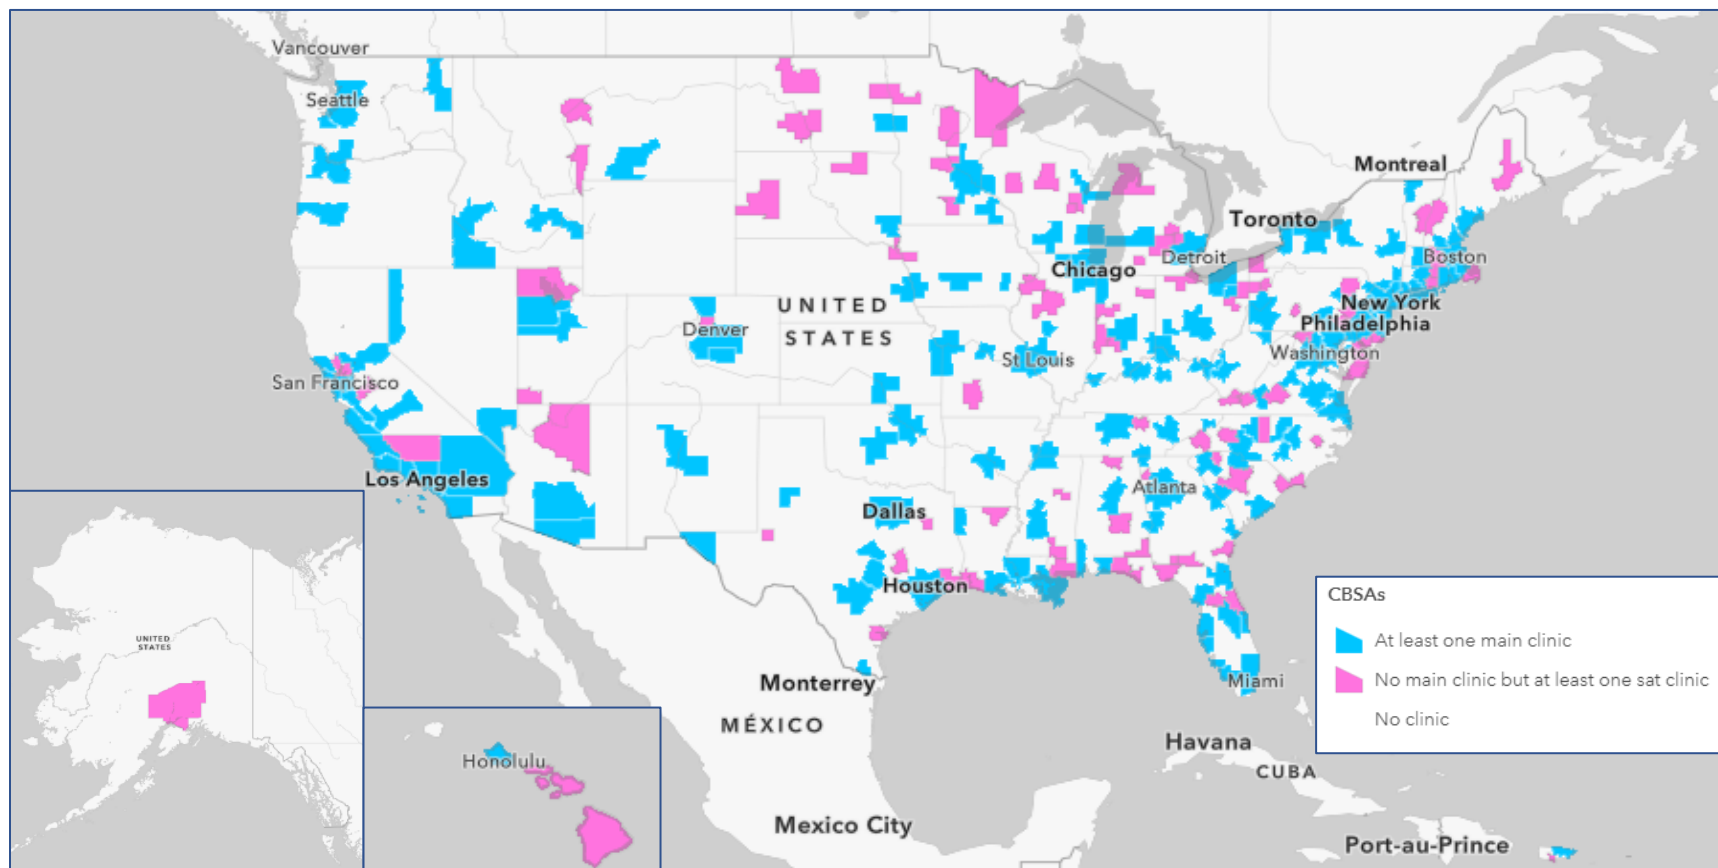 Vancouver
Seattle
Montreal
Toronto
Boston
Detroit
Chicago
UNITED
STATES
New York
Philadelphia
Denver
St Louis
Washington
San Francisco
Los Angeles
Atlanta
Dallas
Houston
UNITED
STATES
Monterrey
Miami
MÉXICO
Honolulu
Havana
CUBA
Mexico City
Port-au-Prince
CBSAs
At least one main clinic
No main clinic but at least one sat clinic
No clinic